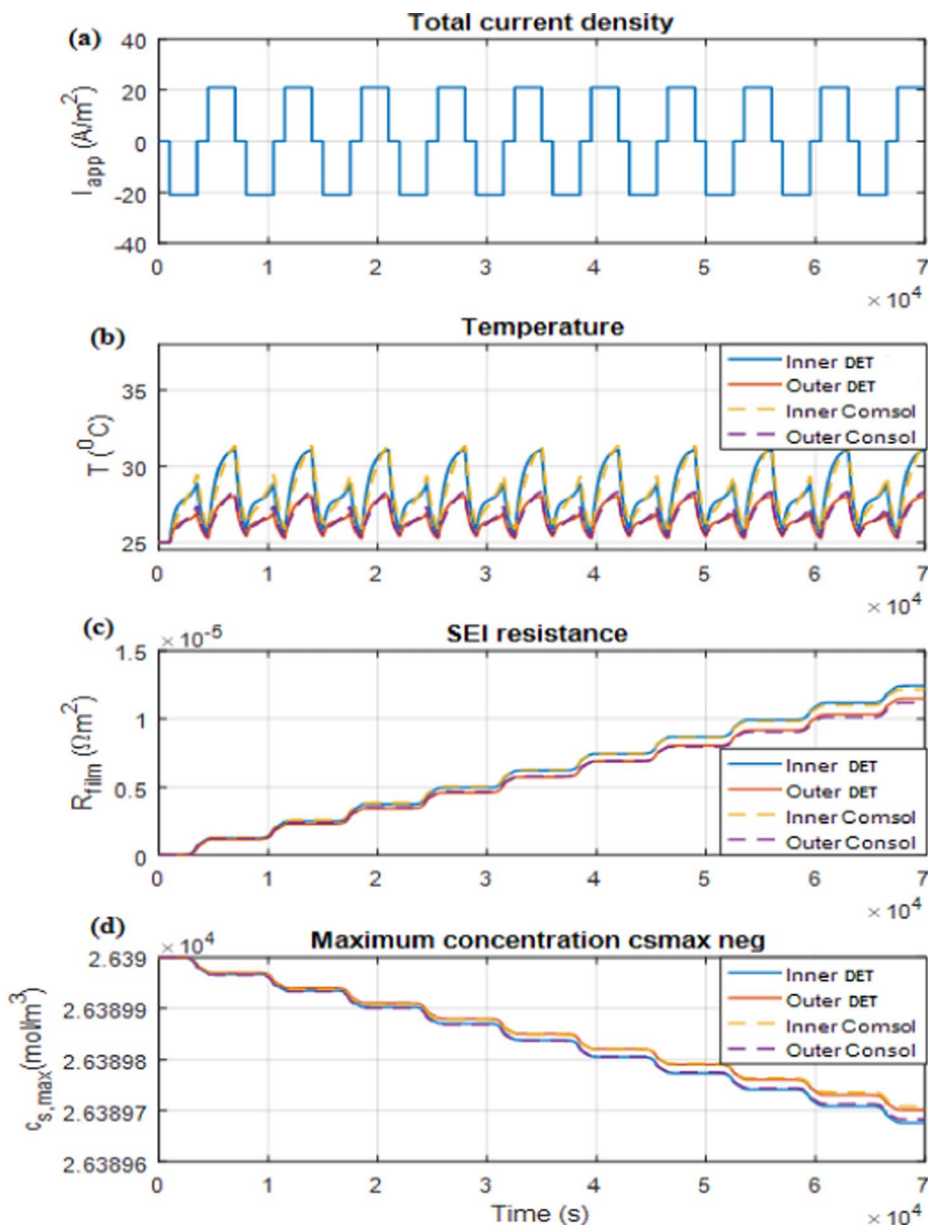 (a)
Total current density
40
20
0
-20
-40
I_app (A/m^2)
0 1 2 3 4 5 6 7
× 10^4
(b)
Temperature
35
30
25
T (^0C)
Inner DET
Outer DET
Inner Comsol
Outer Consol
0 1 2 3 4 5 6 7
× 10^4
(c)
× 10^-5
SEI resistance
1.5
1
0.5
0
R_film (Ωm^2)
Inner DET
Outer DET
Inner Comsol
Outer Consol
0 1 2 3 4 5 6 7
× 10^4
(d)
× 10^4
Maximum concentration csmax neg
2.639
2.63899
2.63898
2.63897
2.63896
c_s,max(mol/m^3)
Inner DET
Outer DET
Inner Comsol
Outer Consol
0 1 2 3 4 5 6 7
Time (s)
× 10^4